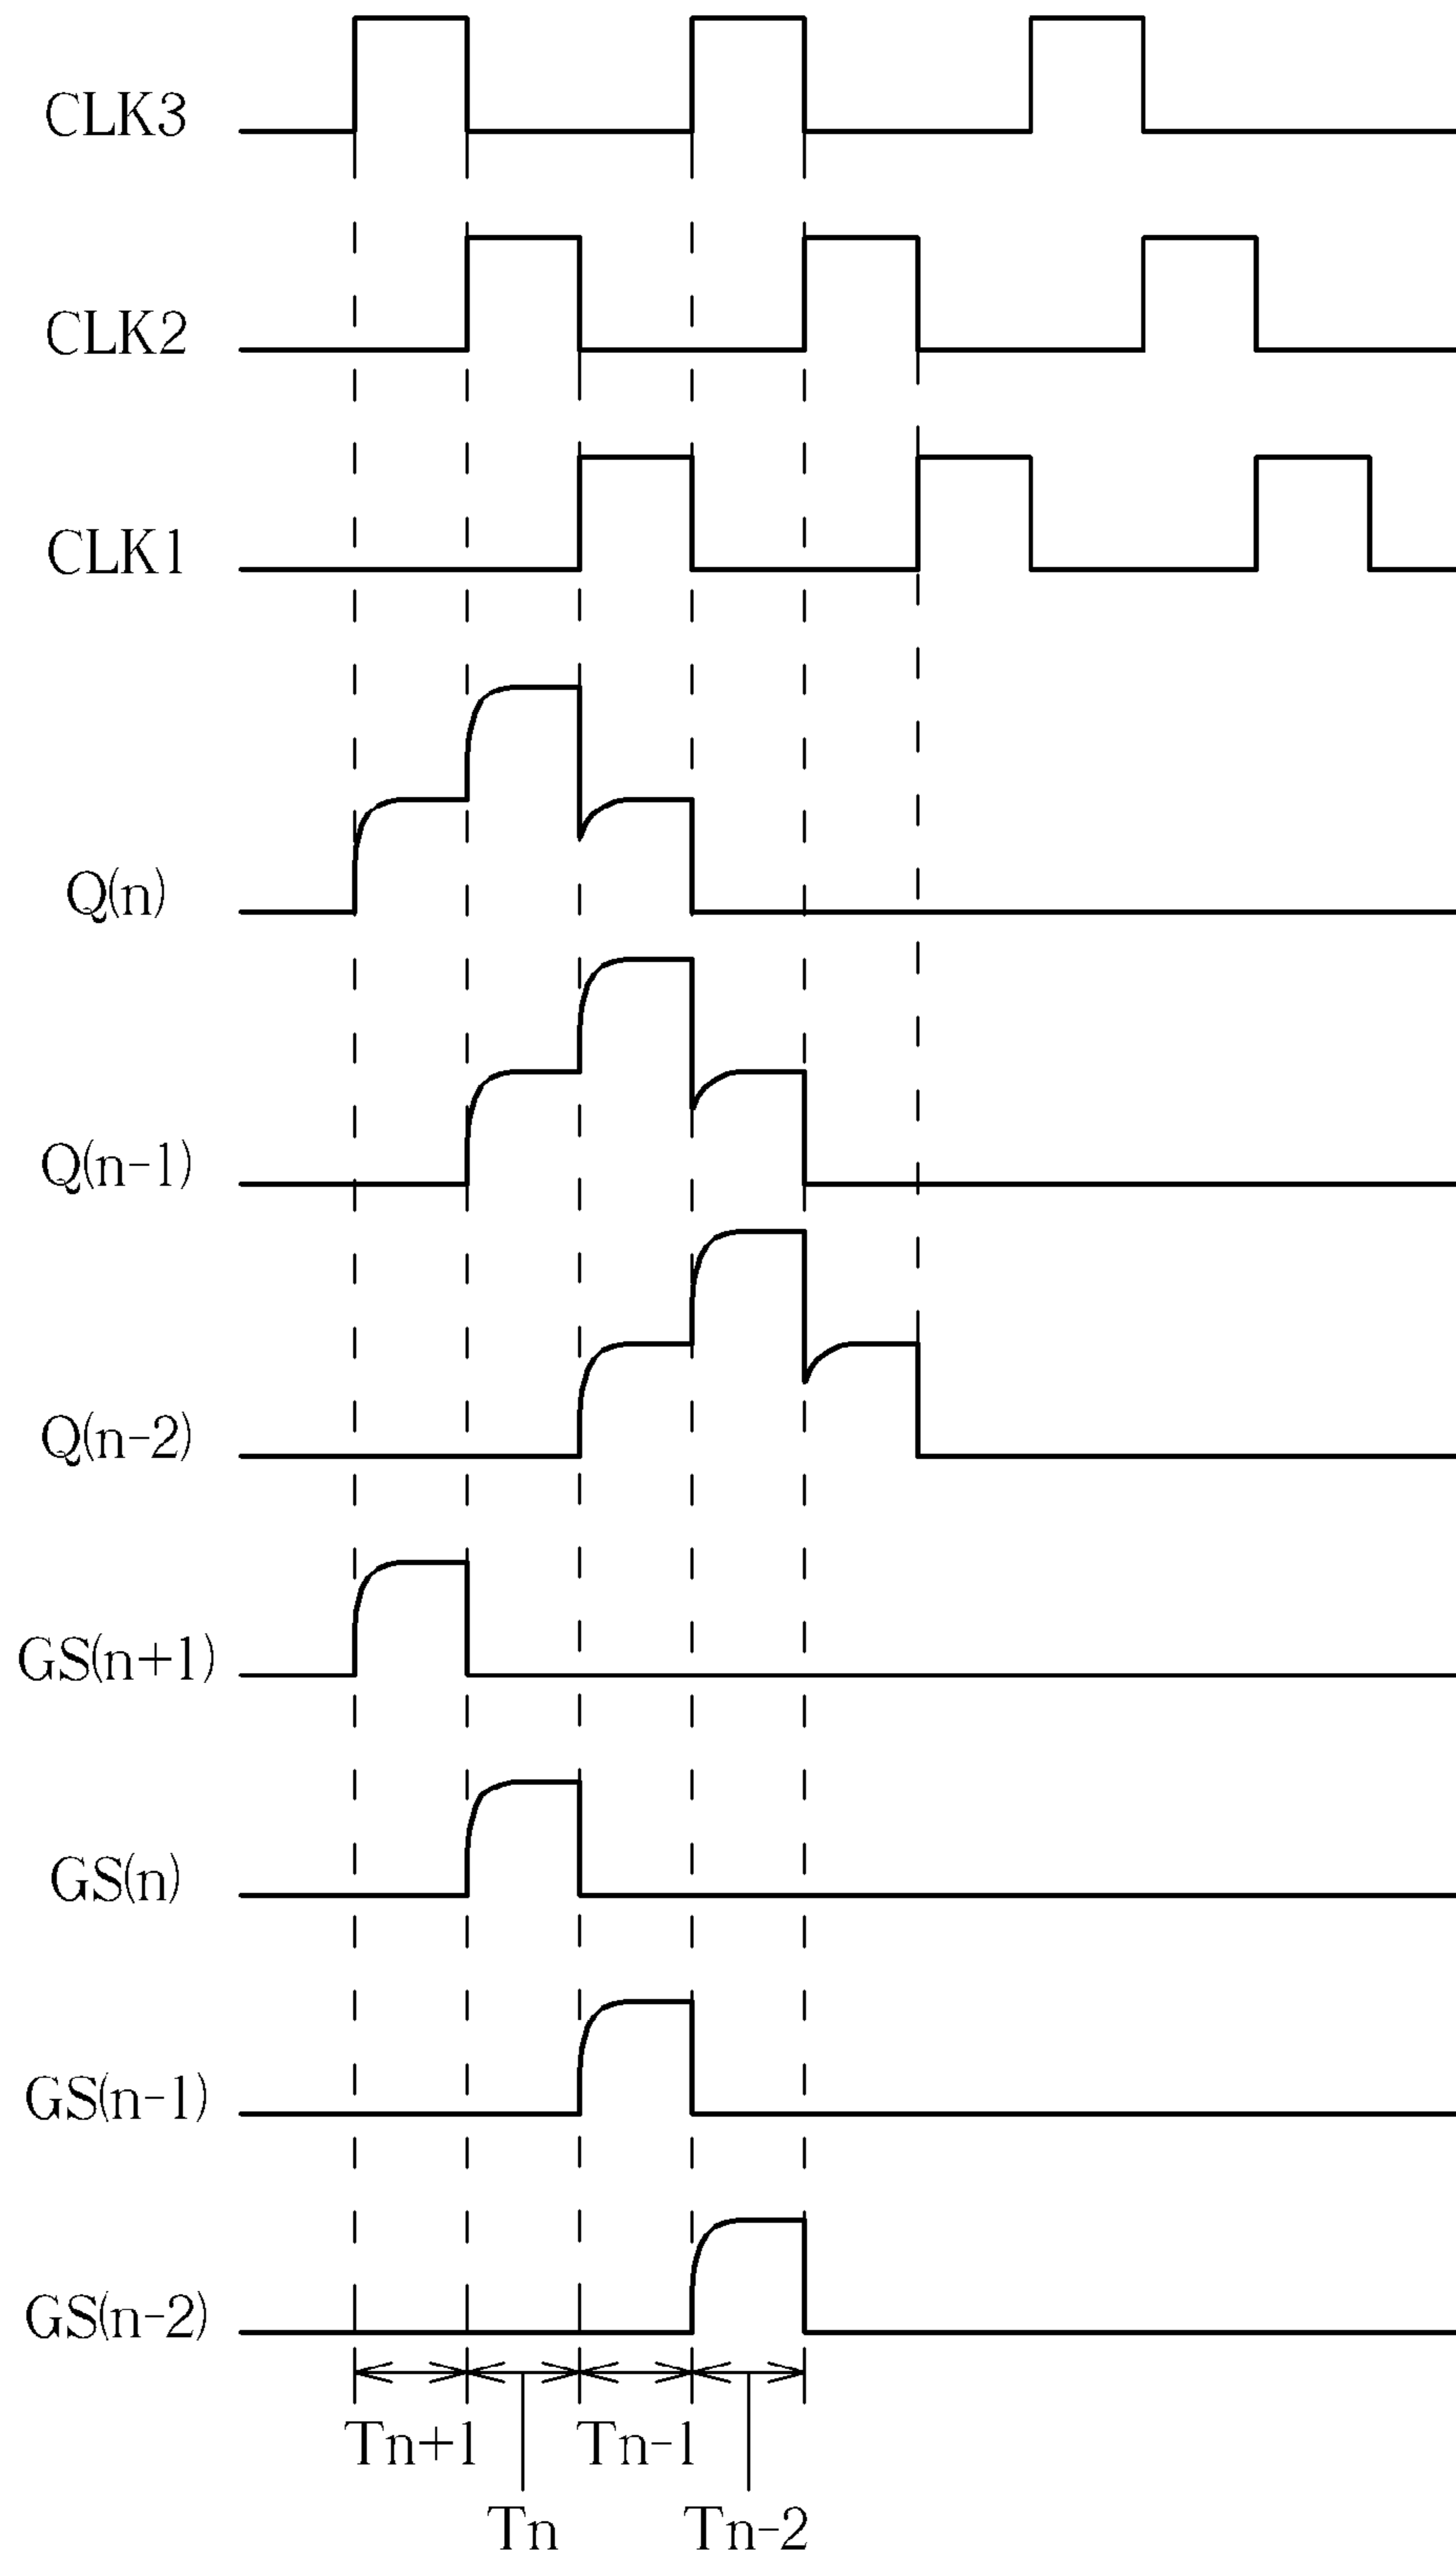 CLK3
CLK2
CLK1
Q(n)
Q(n-1)
Q(n-2)
GS(n+1)
GS(n)
GS(n-1)
GS(n-2)
Tn+1
Tn-1
Tn
Tn-2